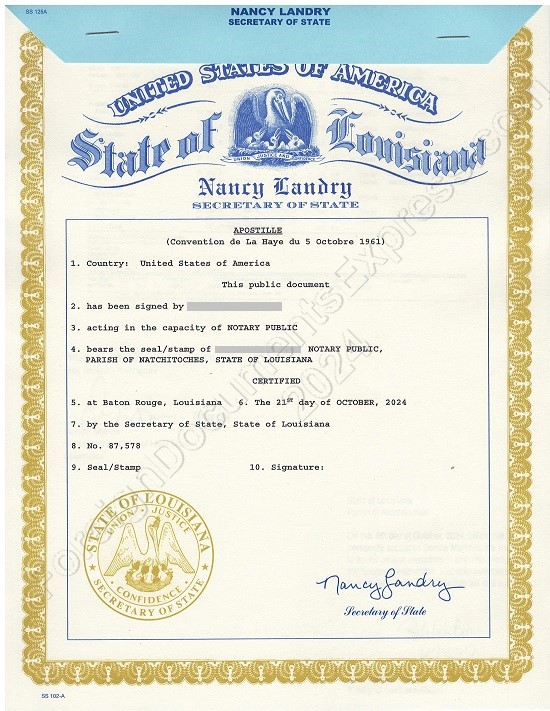 SS 125A
NANCY LANDRY
SECRETARY OF STATE
UNITED STATES OF AMERICA
State of Louisiana
UNION JUSTICE AND CONFIDENCE
Nancy Landry
SECRETARY OF STATE
APOSTILLE
(Convention de La Haye du 5 Octobre 1961)
1. Country: United States of America
This public document
2. has been signed by
3. acting in the capacity of NOTARY PUBLIC
4. bears the seal/stamp of NOTARY PUBLIC,
PARISH OF NATCHITOCHES, STATE OF LOUISIANA
CERTIFIED
5. at Baton Rouge, Louisiana 6. The 21ST day of OCTOBER, 2024
7. by the Secretary of State, State of Louisiana
8. No. 87,578
9. Seal/Stamp 10. Signature:
STATE OF LOUISIANA
UNION · JUSTICE
CONFIDENCE
SECRETARY OF STATE
Nancy Landry
Secretary of State
SS 102-A
ForeignDocumentsExpress.com
2024